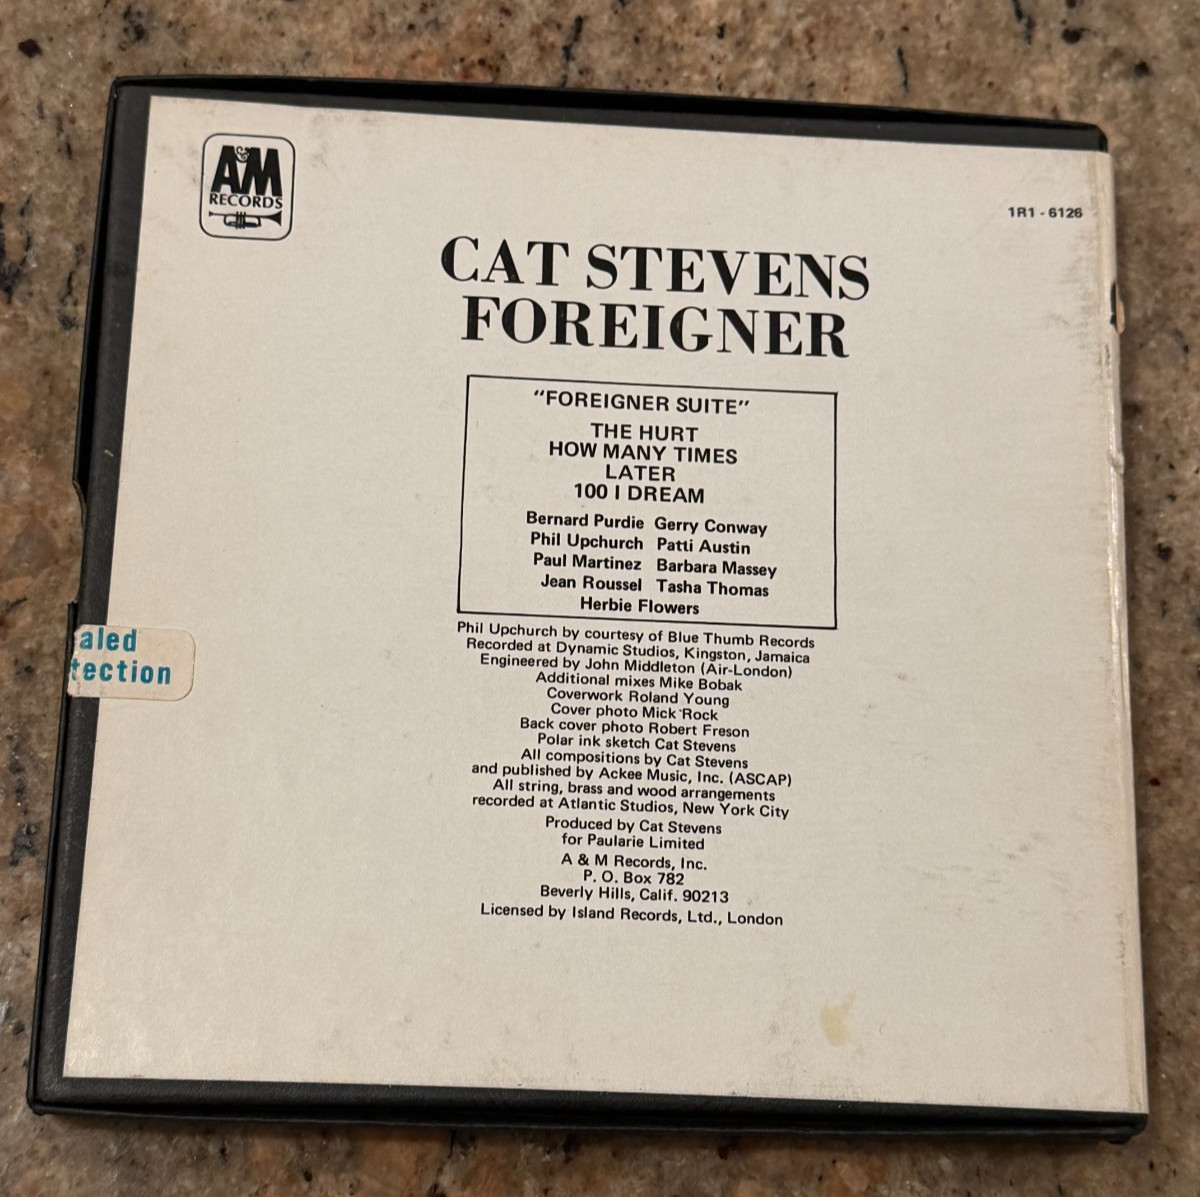 A&M
RECORDS
1R1 - 6126
CAT STEVENS
FOREIGNER
"FOREIGNER SUITE"
THE HURT
HOW MANY TIMES
LATER
100 I DREAM
Bernard Purdie Gerry Conway
Phil Upchurch Patti Austin
Paul Martinez Barbara Massey
Jean Roussel Tasha Thomas
Herbie Flowers
Phil Upchurch by courtesy of Blue Thumb Records
Recorded at Dynamic Studios, Kingston, Jamaica
Engineered by John Middleton (Air-London)
Additional mixes Mike Bobak
Coverwork Roland Young
Cover photo Mick Rock
Back cover photo Robert Freson
Polar ink sketch Cat Stevens
All compositions by Cat Stevens
and published by Ackee Music, Inc. (ASCAP)
All string, brass and wood arrangements
recorded at Atlantic Studios, New York City
Produced by Cat Stevens
for Paularie Limited
A & M Records, Inc.
P. O. Box 782
Beverly Hills, Calif. 90213
Licensed by Island Records, Ltd., London
aled
tection